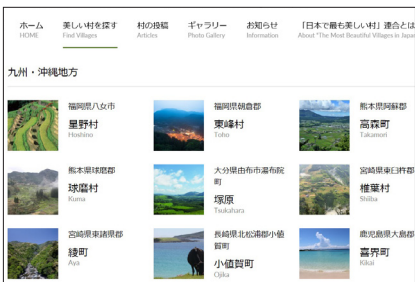 ホーム 美しい村を探す 村の投稿 ギャラリー お知らせ 「日本で最も美しい村」連合とは
HOME Find Villages Articles Photo Gallery Information About "The Most Beautiful Villages in Japan
九州・沖縄地方
福岡県八女市 福岡県朝倉郡 熊本県阿蘇郡
星野村 東峰村 高森町
Hoshino Toho Takamori
熊本県球磨郡 大分県由布市湯布院町 宮崎県東臼杵郡
球磨村 塚原 椎葉村
Kuma Tsukahara Shiiba
宮崎県東諸県郡 長崎県北松浦郡小値賀町 鹿児島県大島郡
綾町 小値賀町 喜界町
Aya Ojika Kikai